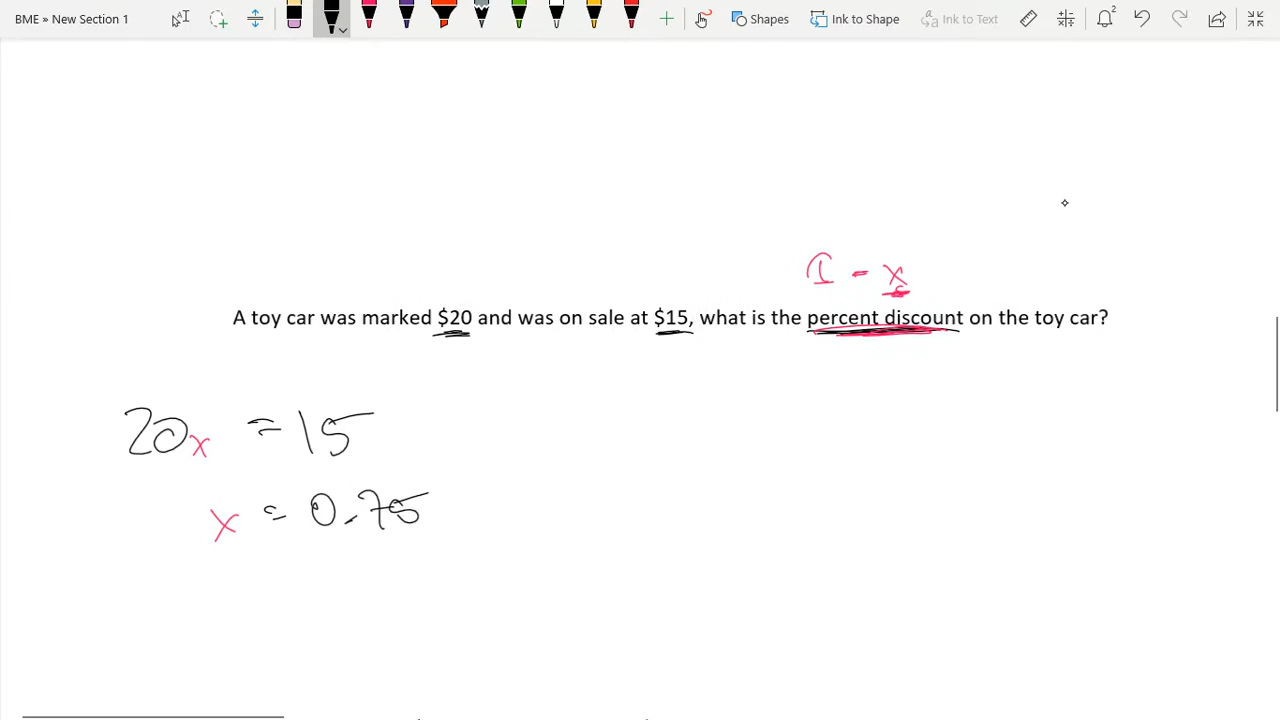 BME » New Section 1
Shapes
Ink to Shape
Ink to Text
2
1 - x
A toy car was marked $20 and was on sale at $15, what is the percent discount on the toy car?
20x = 15
x = 0.75